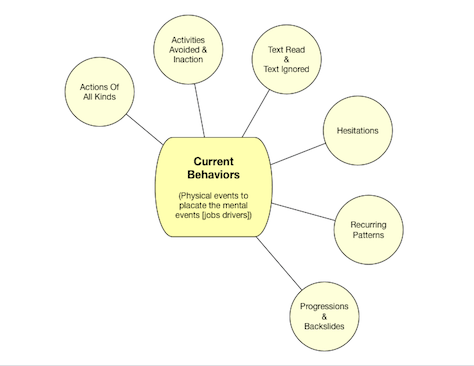 Activities
Avoided &
Inaction
Text Read
&
Text Ignored
Actions Of
All Kinds
Hesitations
Current
Behaviors
(Physical events to
placate the mental
events [jobs drivers])
Recurring
Patterns
Progressions
&
Backslides